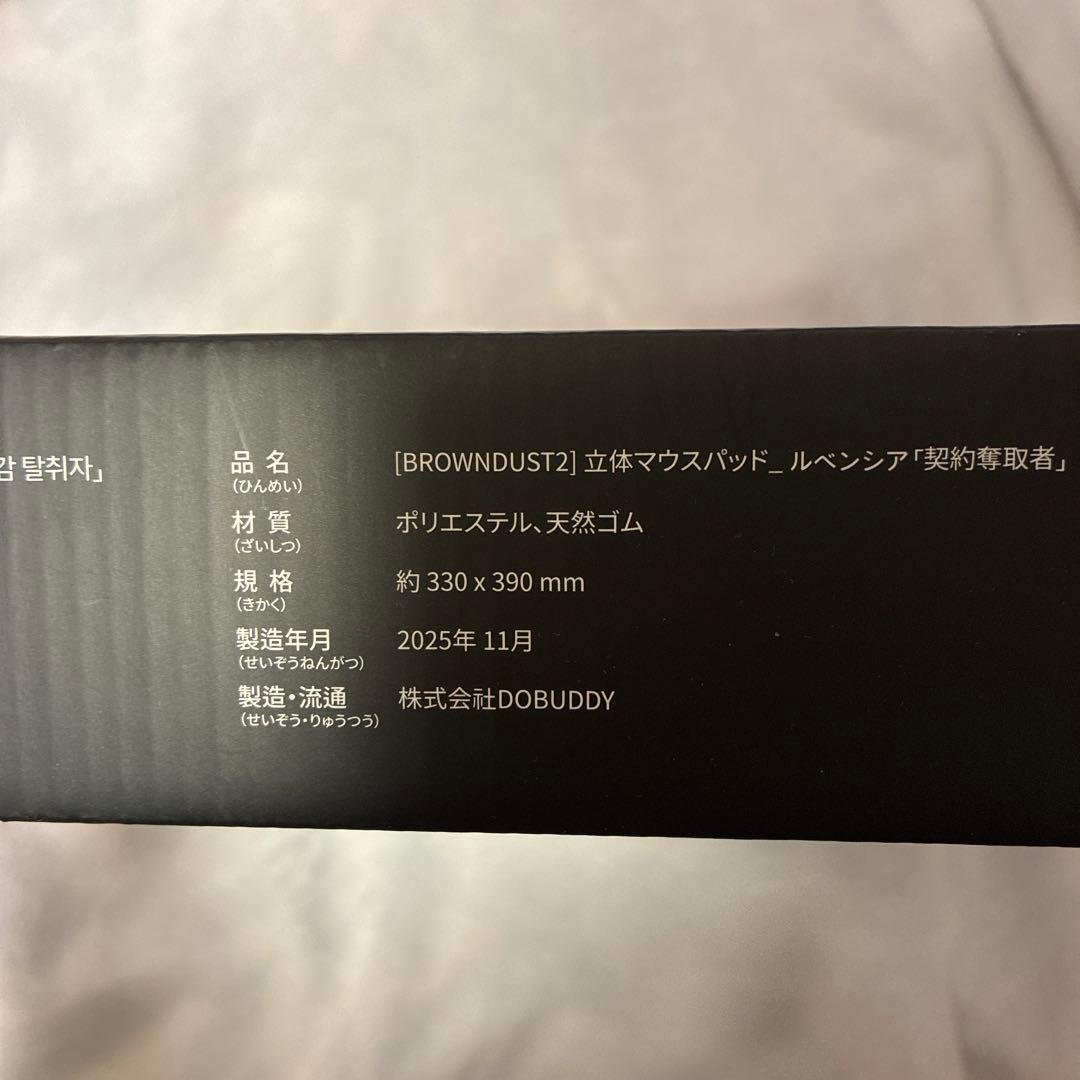 감 탈취자」
品 名 [BROWNDUST2] 立体マウスパッド_ ルベンシア「契約奪取者」
(ひんめい)
材 質 ポリエステル、天然ゴム
(ざいしつ)
規 格 約 330 x 390 mm
(きかく)
製造年月 2025年 11月
(せいぞうねんがつ)
製造・流通 株式会社DOBUDDY
(せいぞう・りゅうつう)